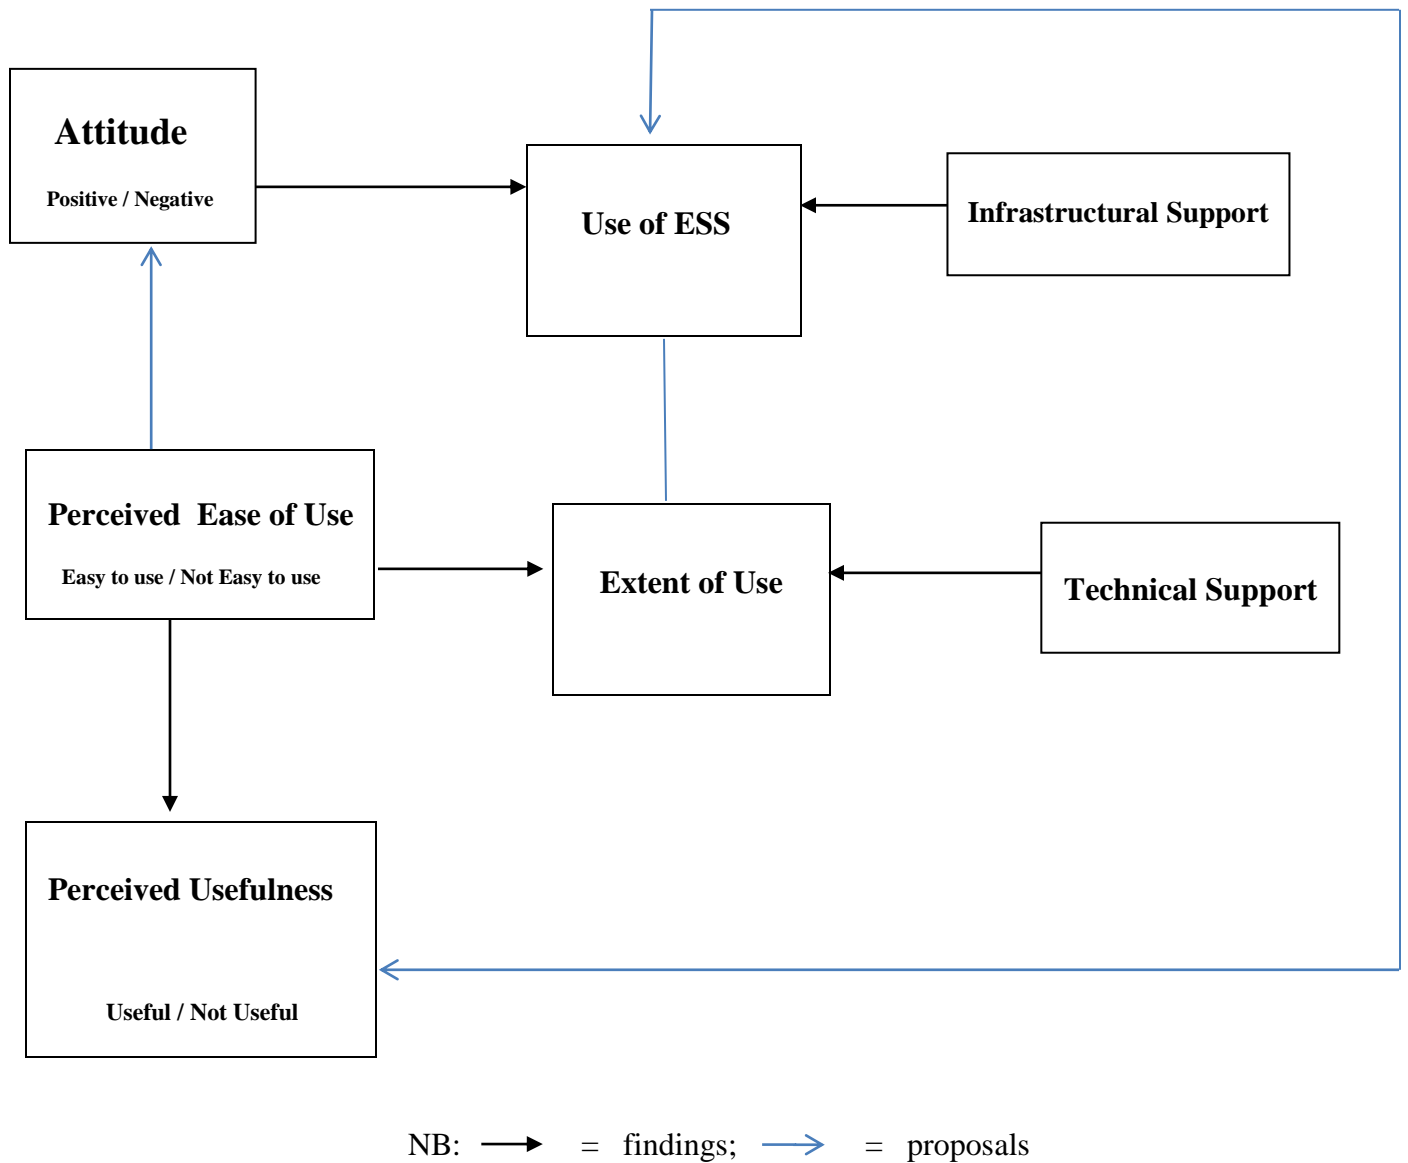 Attitude
Positive / Negative
Use of ESS
Infrastructural Support
Perceived  Ease of Use
Easy to use / Not Easy to use
Extent of Use
Technical Support
Perceived Usefulness
Useful / Not Useful
NB: = findings; = proposals